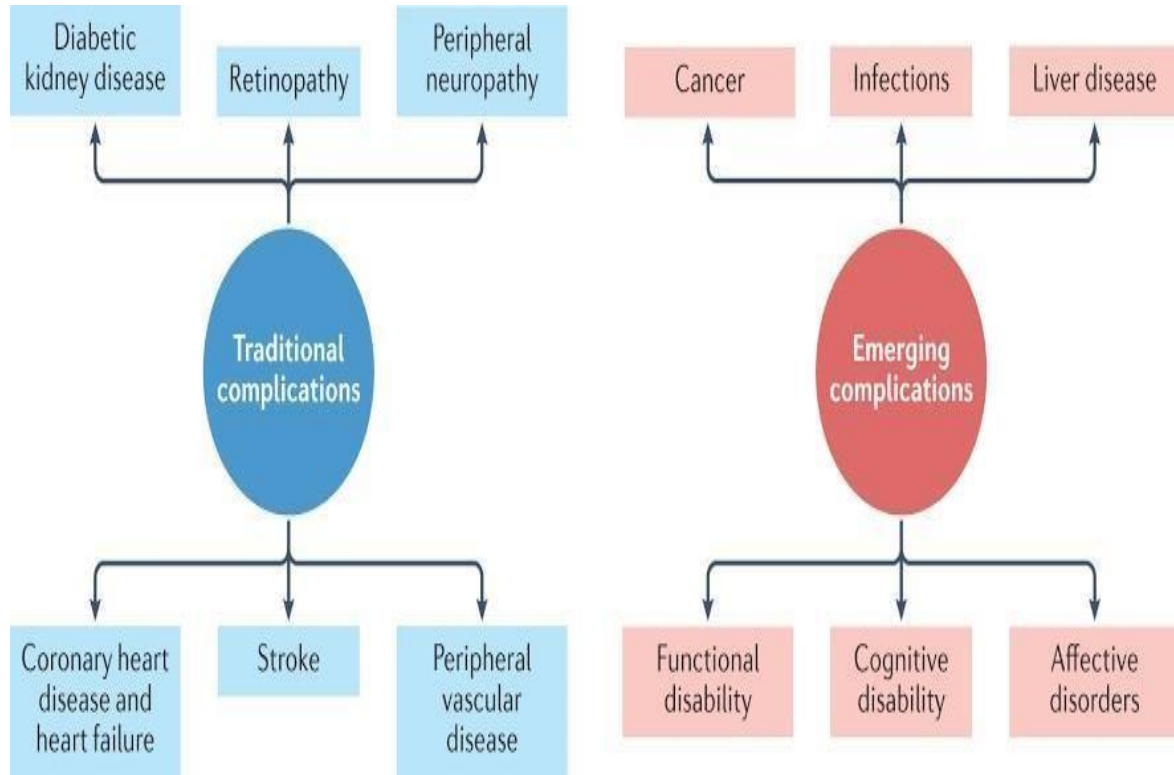 Diabetic
kidney disease
Retinopathy
Peripheral
neuropathy
Traditional
complications
Coronary heart
disease and
heart failure
Stroke
Peripheral
vascular
disease
Cancer
Infections
Liver disease
Emerging
complications
Functional
disability
Cognitive
disability
Affective
disorders